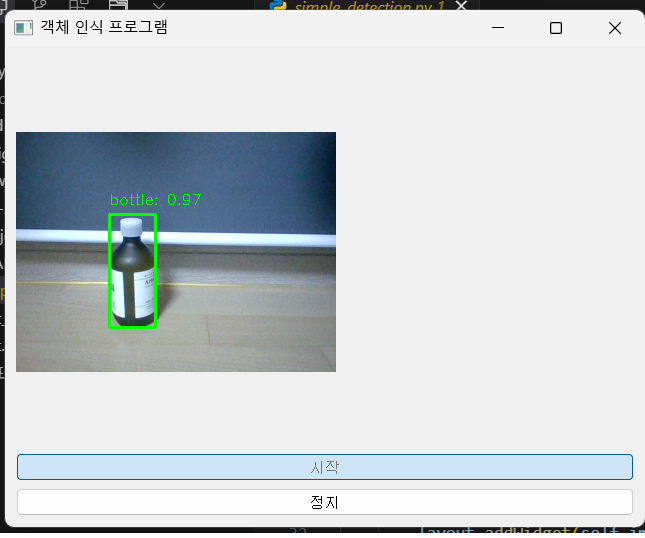 simple_detection.py 1
객체 인식 프로그램
bottle: 0.97
시작
정지
layout.addWidget(self.im